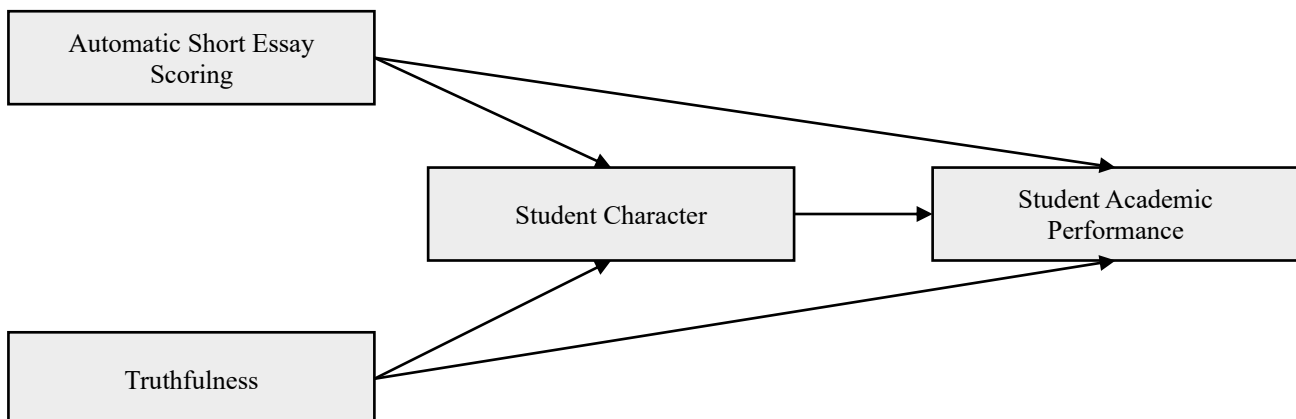 Automatic Short Essay
Scoring
Student Character
Student Academic
Performance
Truthfulness